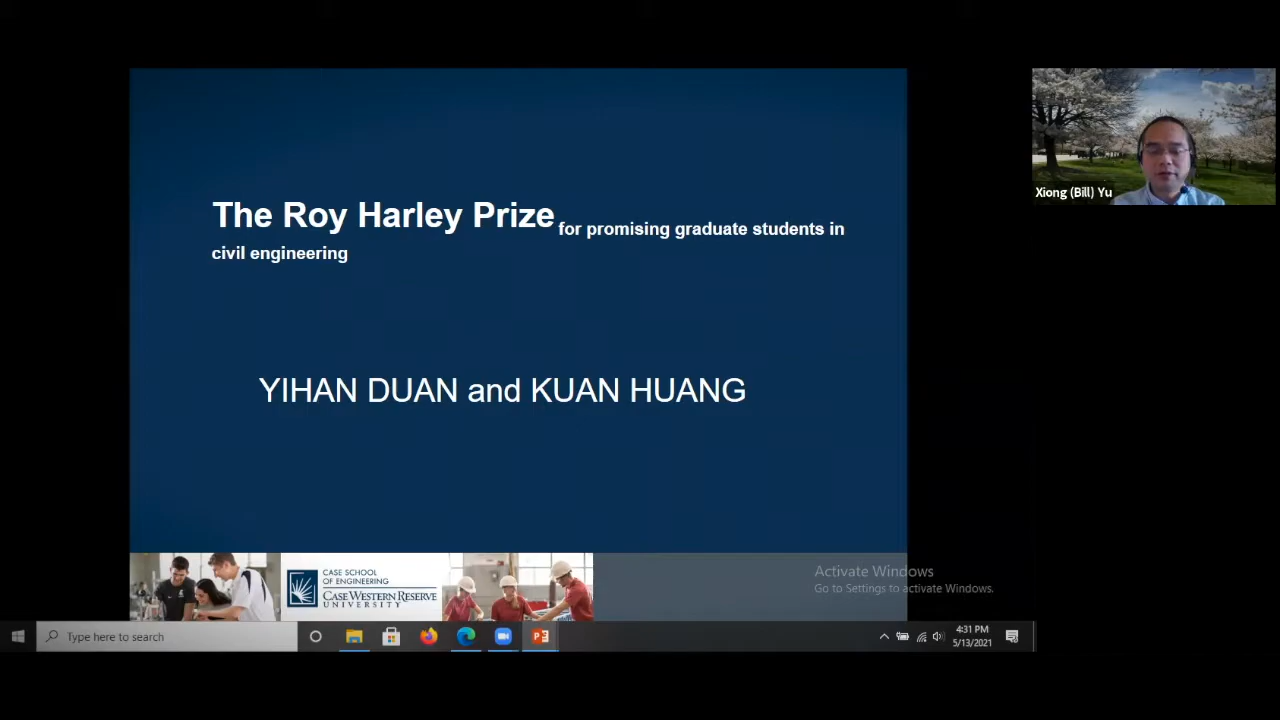 The Roy Harley Prize for promising graduate students in
civil engineering
YIHAN DUAN and KUAN HUANG
CASE SCHOOL
OF ENGINEERING
CASE WESTERN RESERVE
UNIVERSITY
Xiong (Bill) Yu
Activate Windows
Go to Settings to activate Windows.
Type here to search
4:31 PM
5/13/2021